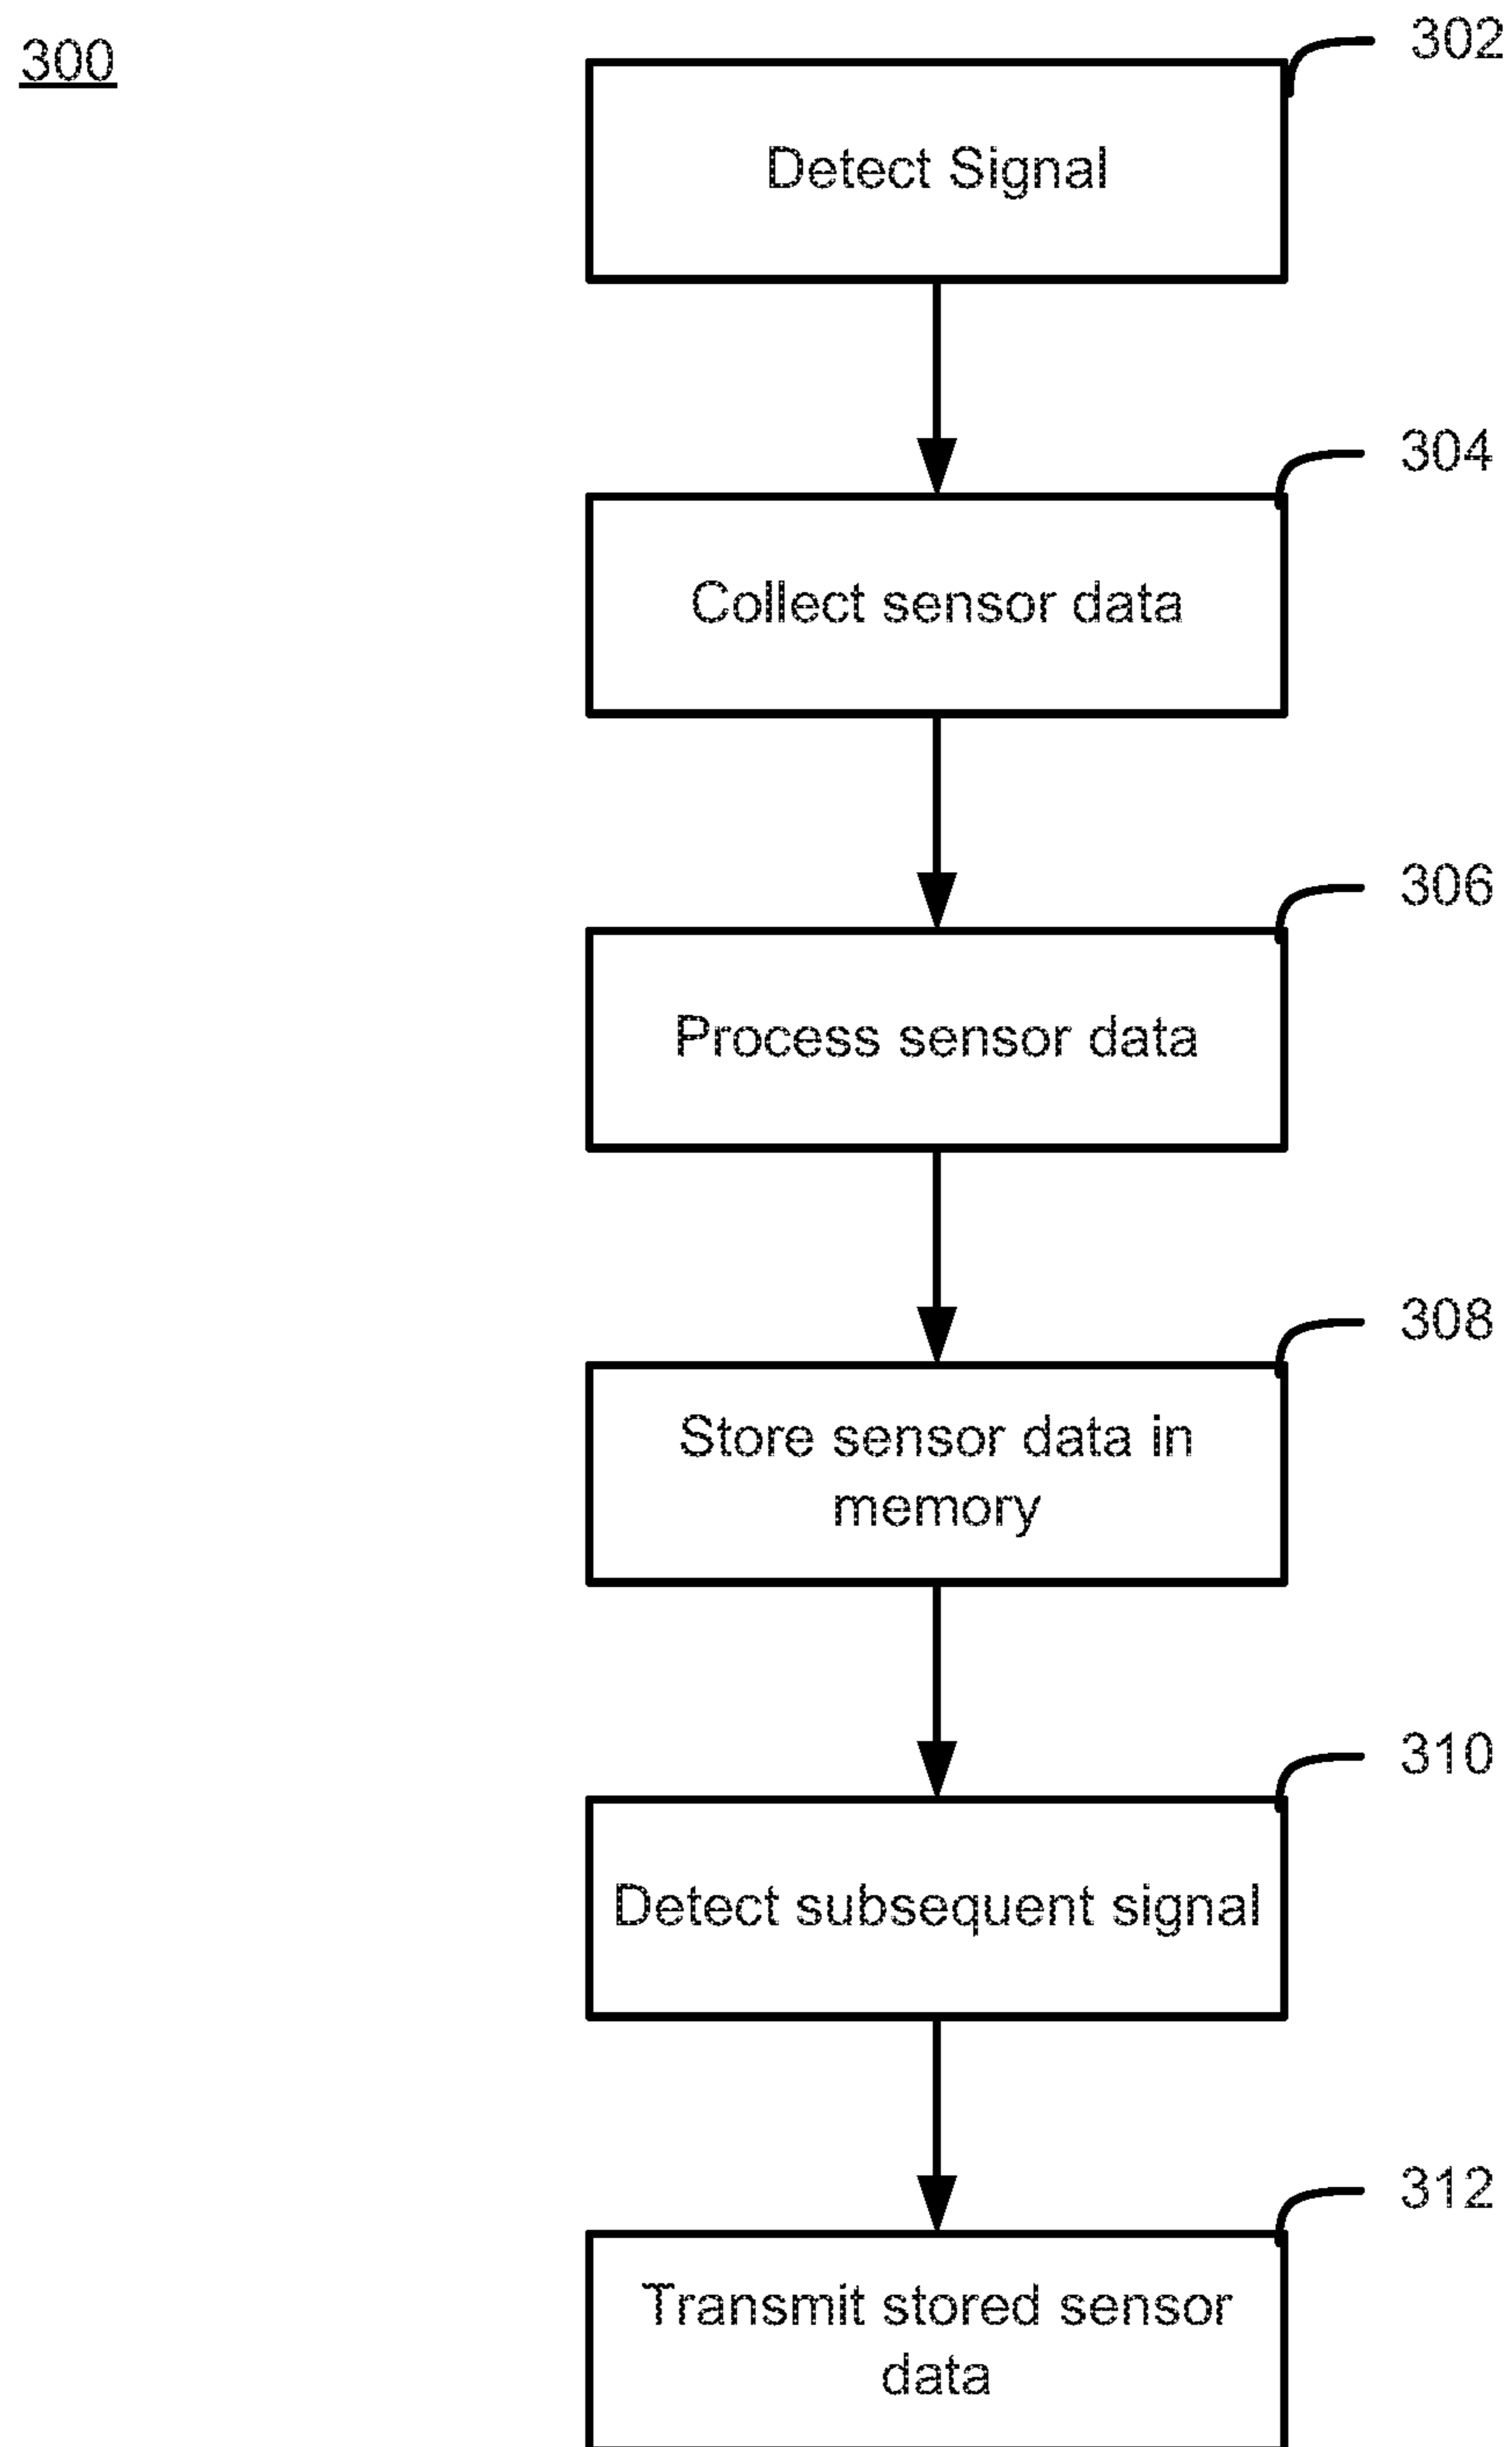 300
302
Detect Signal
304
Collect sensor data
306
Process sensor data
308
Store sensor data in
memory
310
Detect subsequent signal
312
Transmit stored sensor
data